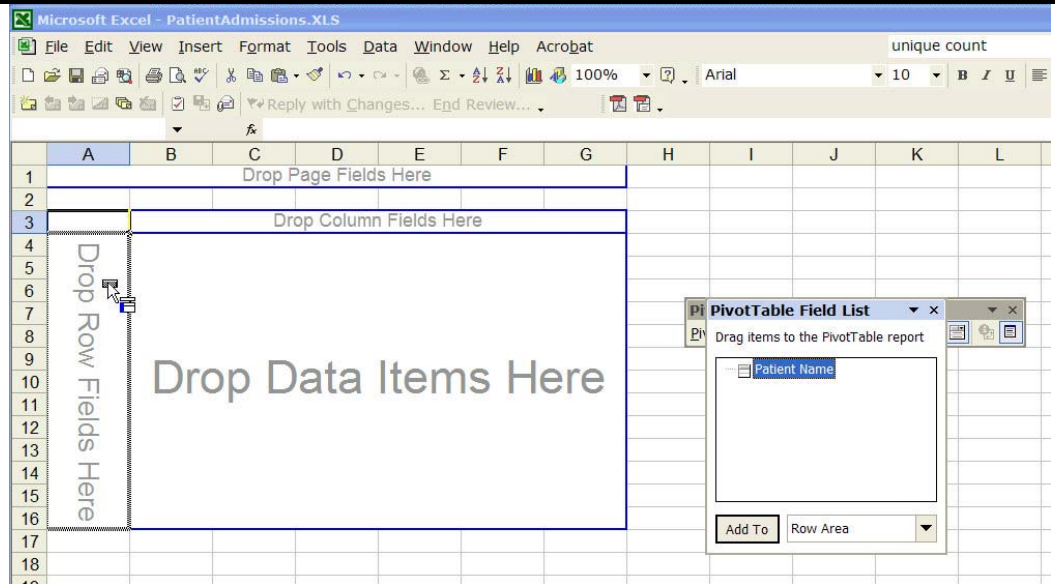 Microsoft Excel - PatientAdmissions.XLS
File Edit View Insert Format Tools Data Window Help Acrobat unique count
100% Arial 10 B I U
Reply with Changes... End Review...
fx
A B C D E F G H I J K L
1 Drop Page Fields Here
2
3 Drop Column Fields Here
4
5
6
7
8
9
10
11
12
13
14
15
16
17
18
Drop Row Fields Here
Drop Data Items Here
PivotTable Field List
Drag items to the PivotTable report
Patient Name
Add To Row Area